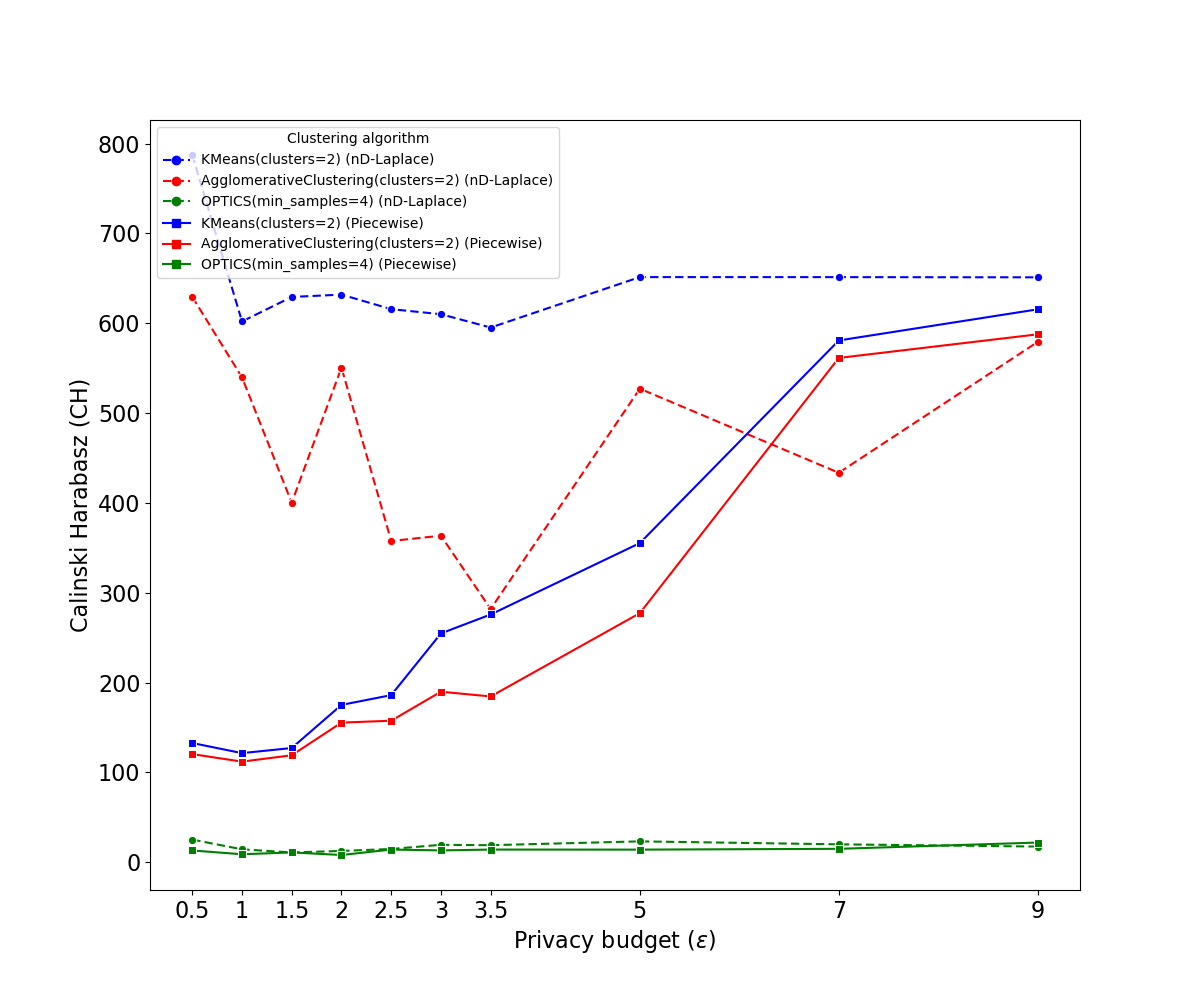 Clustering algorithm
KMeans(clusters=2) (nD-Laplace)
AgglomerativeClustering(clusters=2) (nD-Laplace)
OPTICS(min_samples=4) (nD-Laplace)
KMeans(clusters=2) (Piecewise)
AgglomerativeClustering(clusters=2) (Piecewise)
OPTICS(min_samples=4) (Piecewise)
Calinski Harabasz (CH)
800
700
600
500
400
300
200
100
0
0.5 1 1.5 2 2.5 3 3.5 5 7 9
Privacy budget (ε)